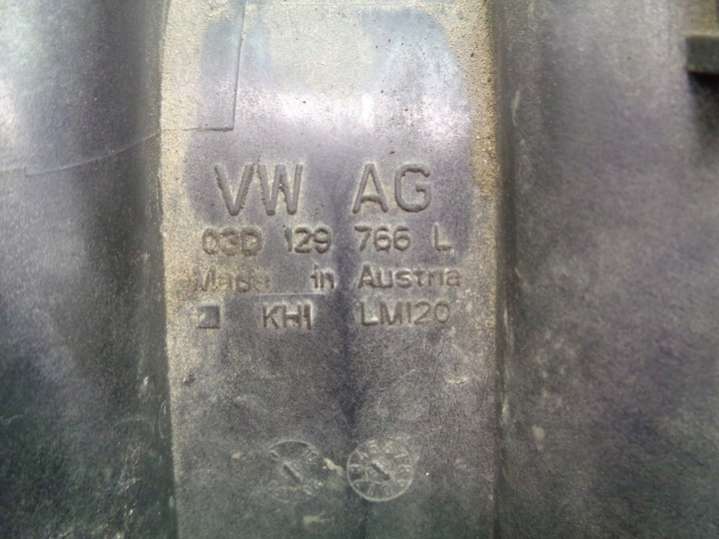 VW AG
03D 129 766 L
Made in Austria
KHI LM120